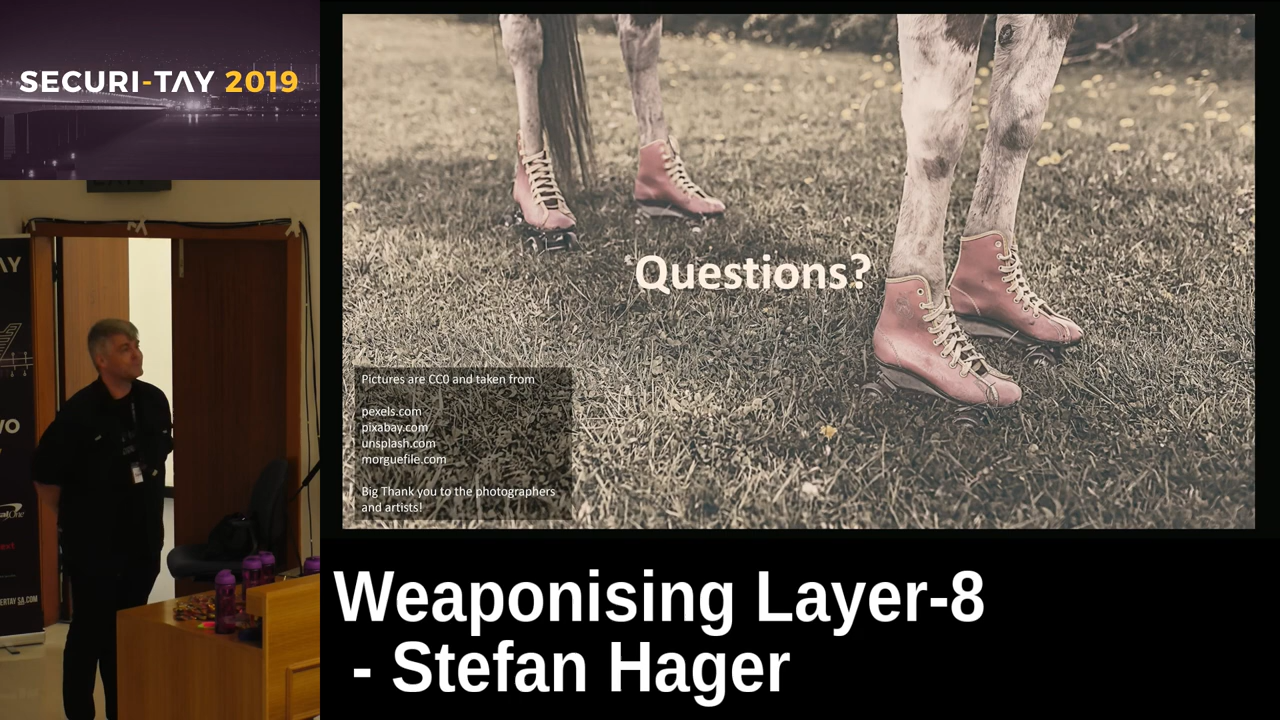 SECURI-TAY 2019
Questions?
Pictures are CC0 and taken from
pexels.com
pixabay.com
unsplash.com
morguefile.com
Big Thank you to the photographers
and artists!
Weaponising Layer-8
- Stefan Hager